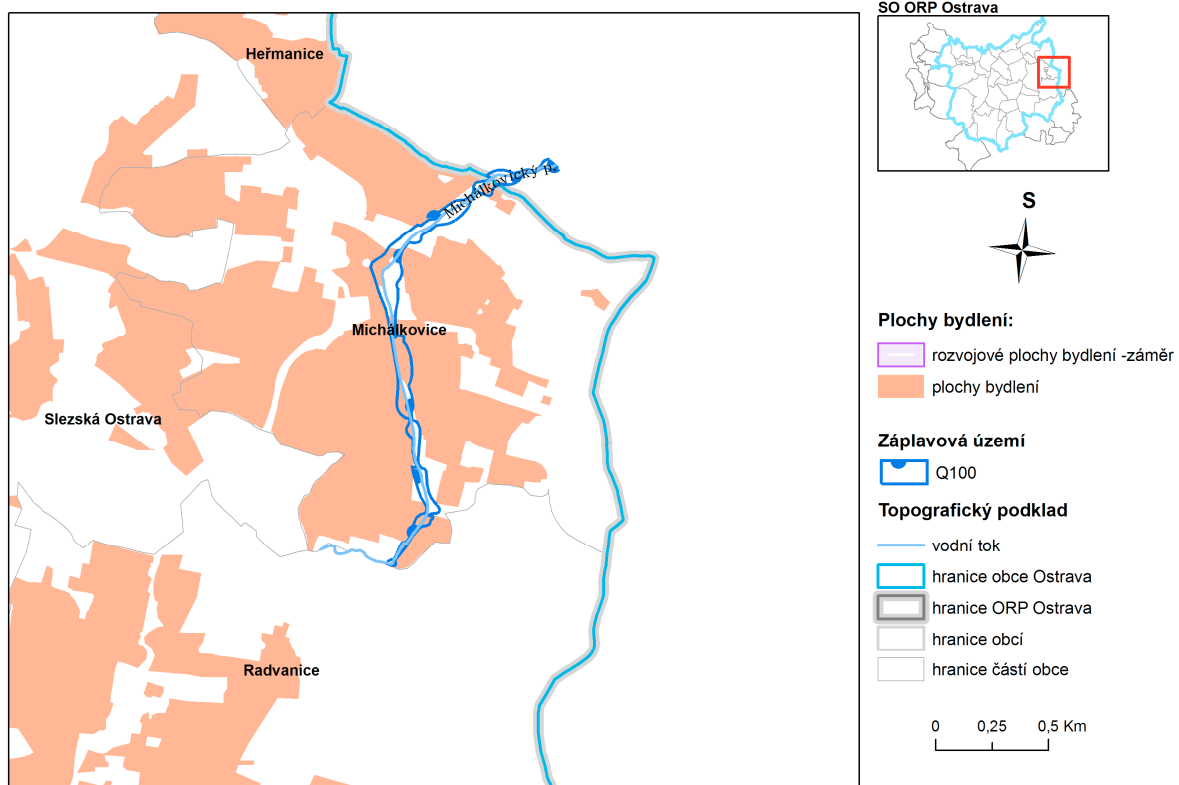 SO ORP Ostrava
Heřmanice
Michálkovický p.
Michálkovice
Slezská Ostrava
Radvanice
S
Plochy bydlení:
rozvojové plochy bydlení -záměr
plochy bydlení
Záplavová území
Q100
Topografický podklad
vodní tok
hranice obce Ostrava
hranice ORP Ostrava
hranice obcí
hranice částí obce
0 0,25 0,5 Km